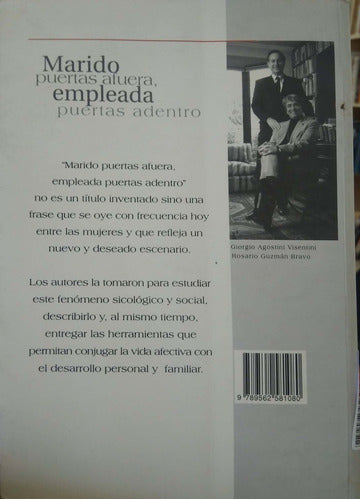 Marido
puertas afuera,
empleada
puertas adentro
"Marido puertas afuera,
empleada puertas adentro"
no es un título inventado sino una
frase que se oye con frecuencia hoy
entre las mujeres y que refleja un
nuevo y deseado escenario.
Los autores la tomaron para estudiar
este fenómeno sicológico y social,
describirlo y, al mismo tiempo,
entregar las herramientas que
permitan conjugar la vida afectiva con
el desarrollo personal y familiar.
Giorgio Agostini Visentini
Rosario Guzmán Bravo
9 789562 581080